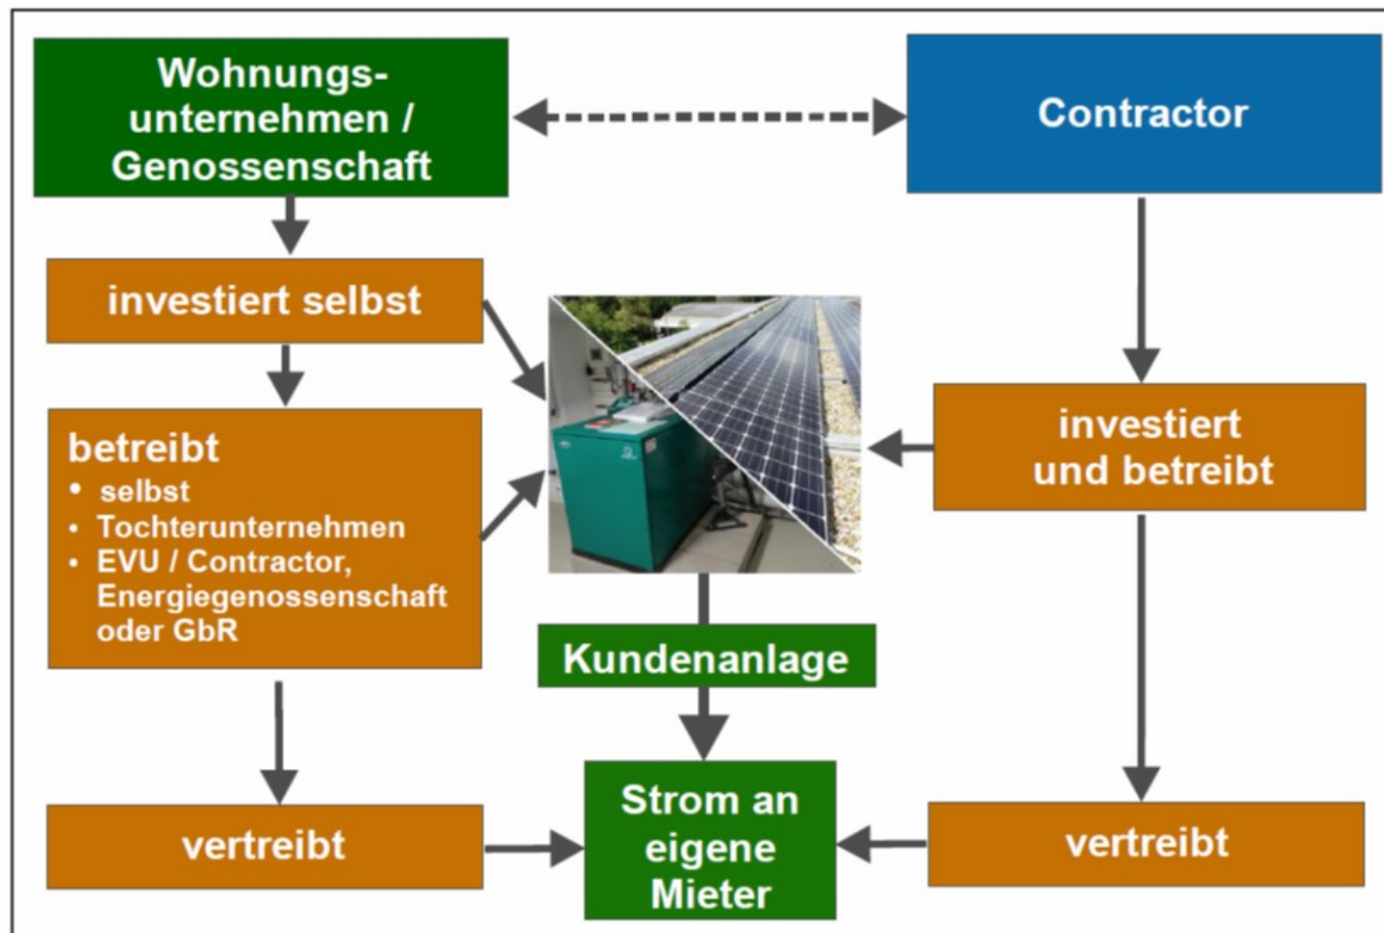 Wohnungs-
unternehmen /
Genossenschaft
Contractor
investiert selbst
betreibt
• selbst
• Tochterunternehmen
• EVU / Contractor,
Energiegenossenschaft
oder GbR
investiert
und betreibt
Kundenanlage
vertreibt
Strom an
eigene
Mieter
vertreibt